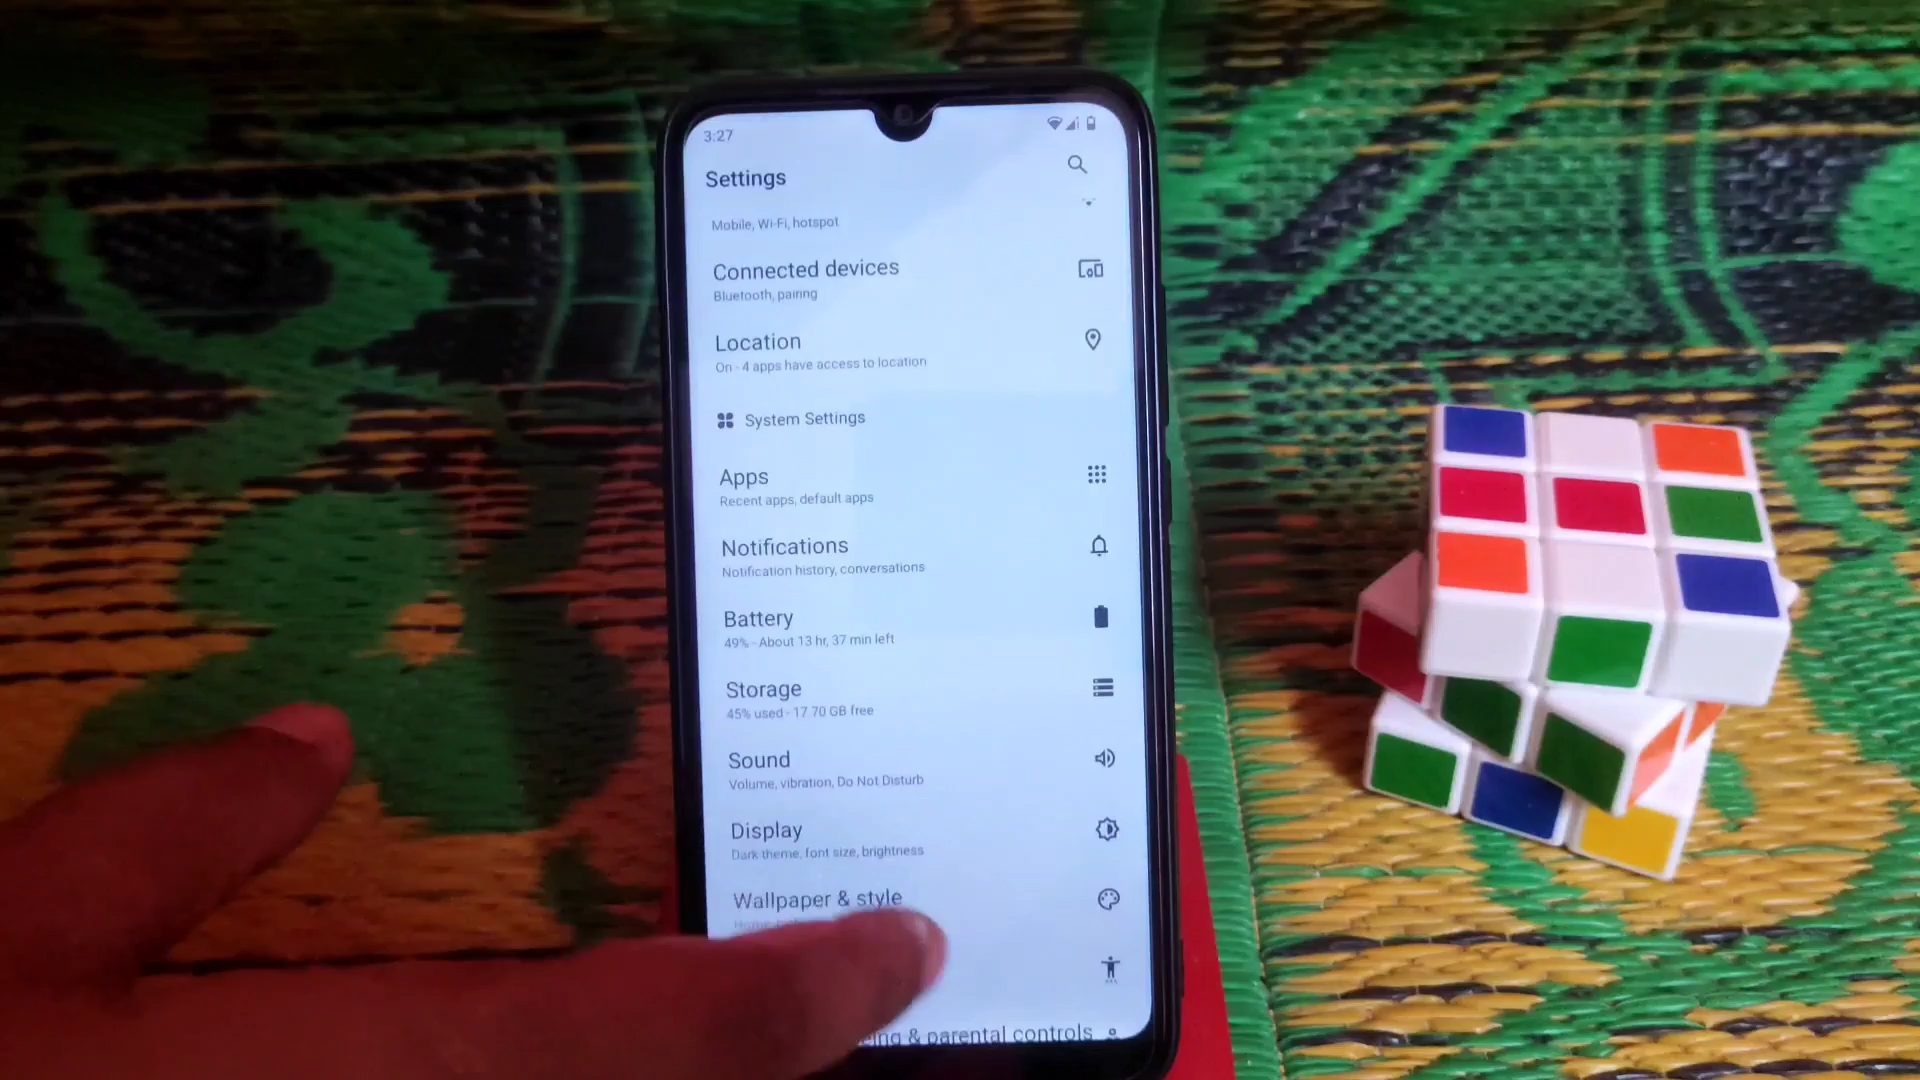 3:27
Settings
Mobile, Wi-Fi, hotspot
Connected devices
Bluetooth, pairing
Location
On - 4 apps have access to location
System Settings
Apps
Recent apps, default apps
Notifications
Notification history, conversations
Battery
49% - About 13 hr, 37 min left
Storage
45% used - 17.70 GB free
Sound
Volume, vibration, Do Not Disturb
Display
Dark theme, font size, brightness
Wallpaper & style
& parental controls